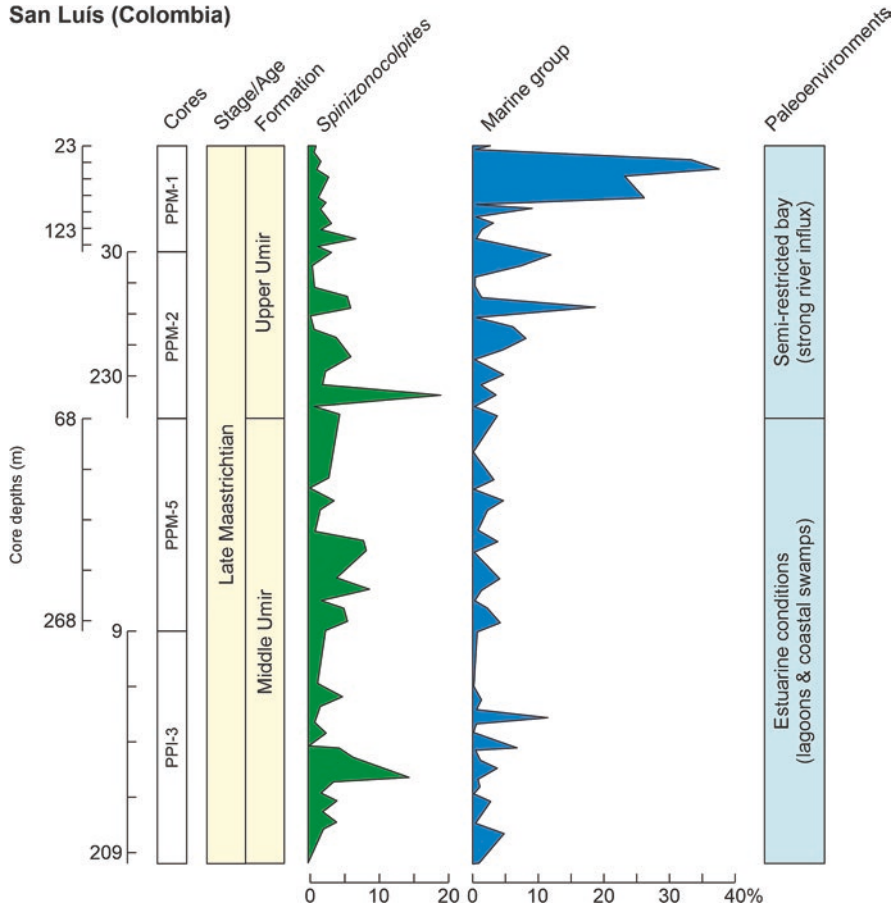 San Luís (Colombia)
Cores
Stage/Age
Formation
Spinizonocolpites
Marine group
Paleoenvironments
Core depths (m)
23
123
30
230
68
268
9
209
PPM-1
PPM-2
PPM-5
PPI-3
Late Maastrichtian
Upper Umir
Middle Umir
Semi-restricted bay
(strong river influx)
Estuarine conditions
(lagoons & coastal swamps)
0 10 20
0 10 20 30 40%